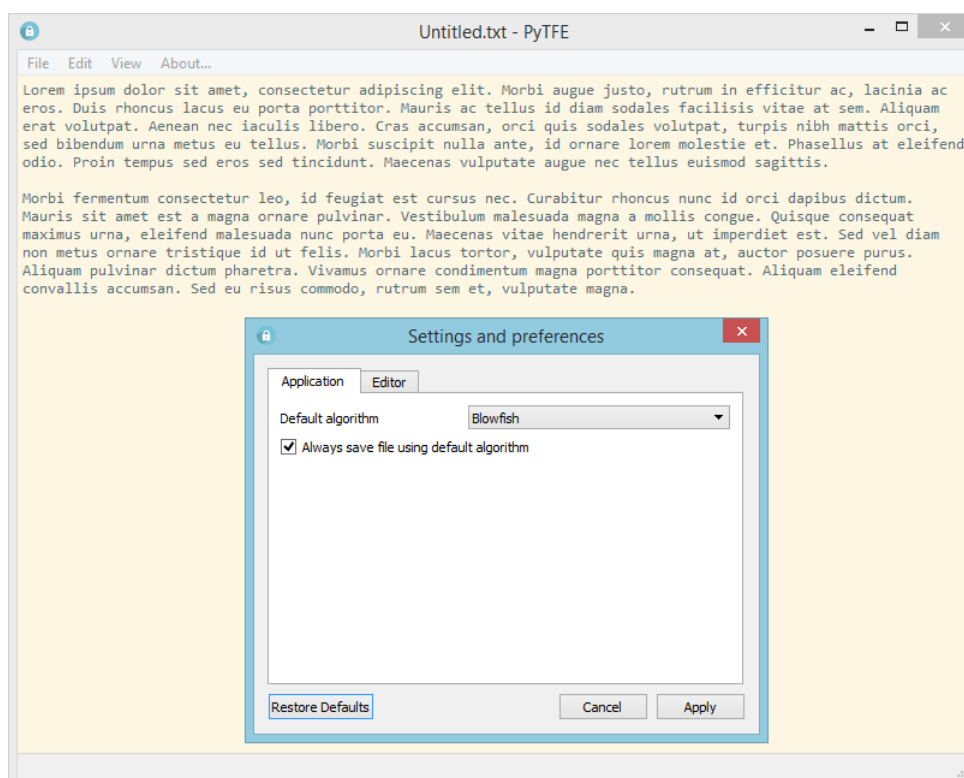 Untitled.txt - PyTFE
File Edit View About...
Lorem ipsum dolor sit amet, consectetur adipiscing elit. Morbi augue justo, rutrum in efficitur ac, lacinia ac
eros. Duis rhoncus lacus eu porta porttitor. Mauris ac tellus id diam sodales facilisis vitae at sem. Aliquam
erat volutpat. Aenean nec iaculis libero. Cras accumsan, orci quis sodales volutpat, turpis nibh mattis orci,
sed bibendum urna metus eu tellus. Morbi suscipit nulla ante, id ornare lorem molestie et. Phasellus at eleifend
odio. Proin tempus sed eros sed tincidunt. Maecenas vulputate augue nec tellus euismod sagittis.
Morbi fermentum consectetur leo, id feugiat est cursus nec. Curabitur rhoncus nunc id orci dapibus dictum.
Mauris sit amet est a magna ornare pulvinar. Vestibulum malesuada magna a mollis congue. Quisque consequat
maximus urna, eleifend malesuada nunc porta eu. Maecenas vitae hendrerit urna, ut imperdiet est. Sed vel diam
non metus ornare tristique id ut felis. Morbi lacus tortor, vulputate quis magna at, auctor posuere purus.
Aliquam pulvinar dictum pharetra. Vivamus ornare condimentum magna porttitor consequat. Aliquam eleifend
convallis accumsan. Sed eu risus commodo, rutrum sem et, vulputate magna.
Settings and preferences
Application Editor
Default algorithm Blowfish
Always save file using default algorithm
Restore Defaults Cancel Apply